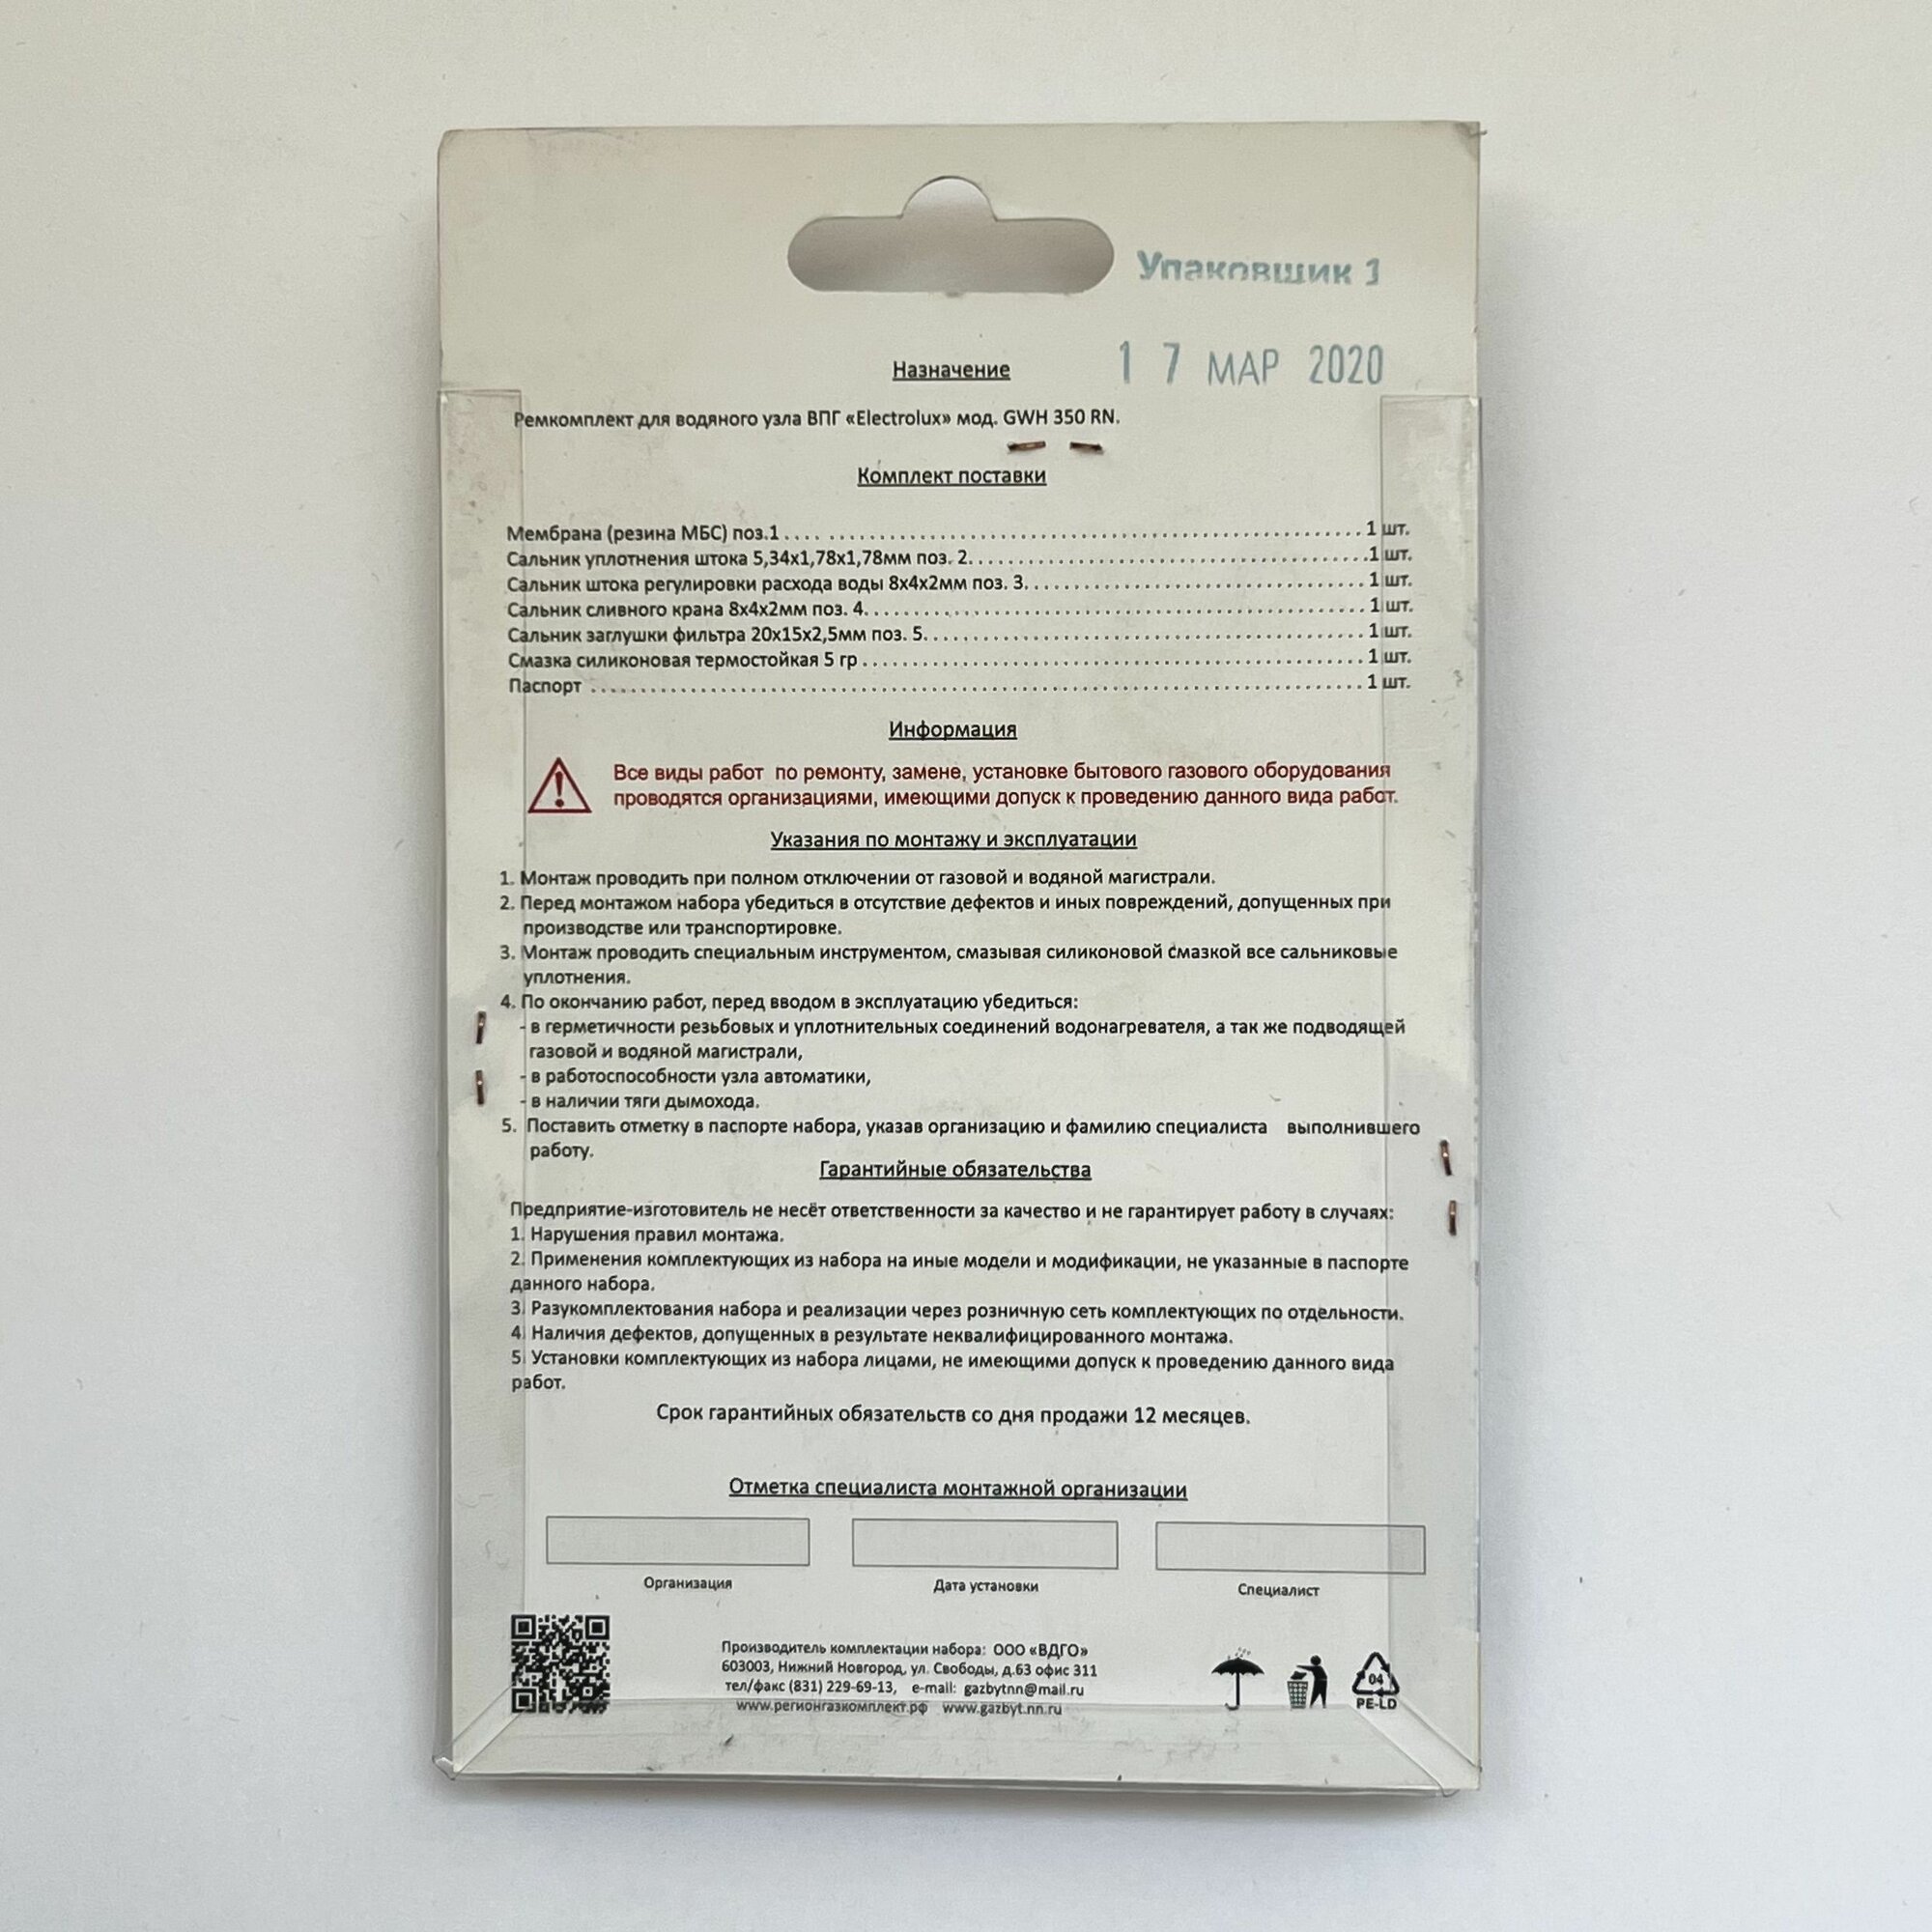 Упаковщик 1
17 МАР 2020
Назначение
Ремкомплект для водяного узла ВПГ «Electrolux» мод. GWH 350 RN.
Комплект поставки
Мембрана (резина МБС) поз.1 .... ........................................ 1 шт.
Сальник уплотнения штока 5,34х1,78х1,78мм поз. 2........................................1 шт.
Сальник штока регулировки расхода воды 8х4х2мм поз. 3........................................1 шт.
Сальник сливного крана 8х4х2мм поз. 4........................................1 шт.
Сальник заглушки фильтра 20х15х2,5мм поз. 5........................................1 шт.
Смазка силиконовая термостойкая 5 гр ........................................1 шт.
Паспорт ........................................1 шт.
Информация
Все виды работ по ремонту, замене, установке бытового газового оборудования
проводятся организациями, имеющими допуск к проведению данного вида работ.
Указания по монтажу и эксплуатации
1. Монтаж проводить при полном отключении от газовой и водяной магистрали.
2. Перед монтажом набора убедиться в отсутствие дефектов и иных повреждений, допущенных при
производстве или транспортировке.
3. Монтаж проводить специальным инструментом, смазывая силиконовой смазкой все сальниковые
уплотнения.
4. По окончанию работ, перед вводом в эксплуатацию убедиться:
- в герметичности резьбовых и уплотнительных соединений водонагревателя, а так же подводящей
газовой и водяной магистрали,
- в работоспособности узла автоматики,
- в наличии тяги дымохода.
5. Поставить отметку в паспорте набора, указав организацию и фамилию специалиста выполнившего
работу.
Гарантийные обязательства
Предприятие-изготовитель не несёт ответственности за качество и не гарантирует работу в случаях:
1. Нарушения правил монтажа.
2. Применения комплектующих из набора на иные модели и модификации, не указанные в паспорте
данного набора.
3. Разукомплектования набора и реализации через розничную сеть комплектующих по отдельности.
4. Наличия дефектов, допущенных в результате неквалифицированного монтажа.
5. Установки комплектующих из набора лицами, не имеющими допуск к проведению данного вида
работ.
Срок гарантийных обязательств со дня продажи 12 месяцев.
Отметка специалиста монтажной организации
Организация Дата установки Специалист
Производитель комплектации набора: ООО «ВДГО»
603003, Нижний Новгород, ул. Свободы, д.63 офис 311
тел/факс (831) 229-69-13, e-mail: gazbytnn@mail.ru
www.регионгазкомплект.рф www.gazbyt.nn.ru
04
PE-LD